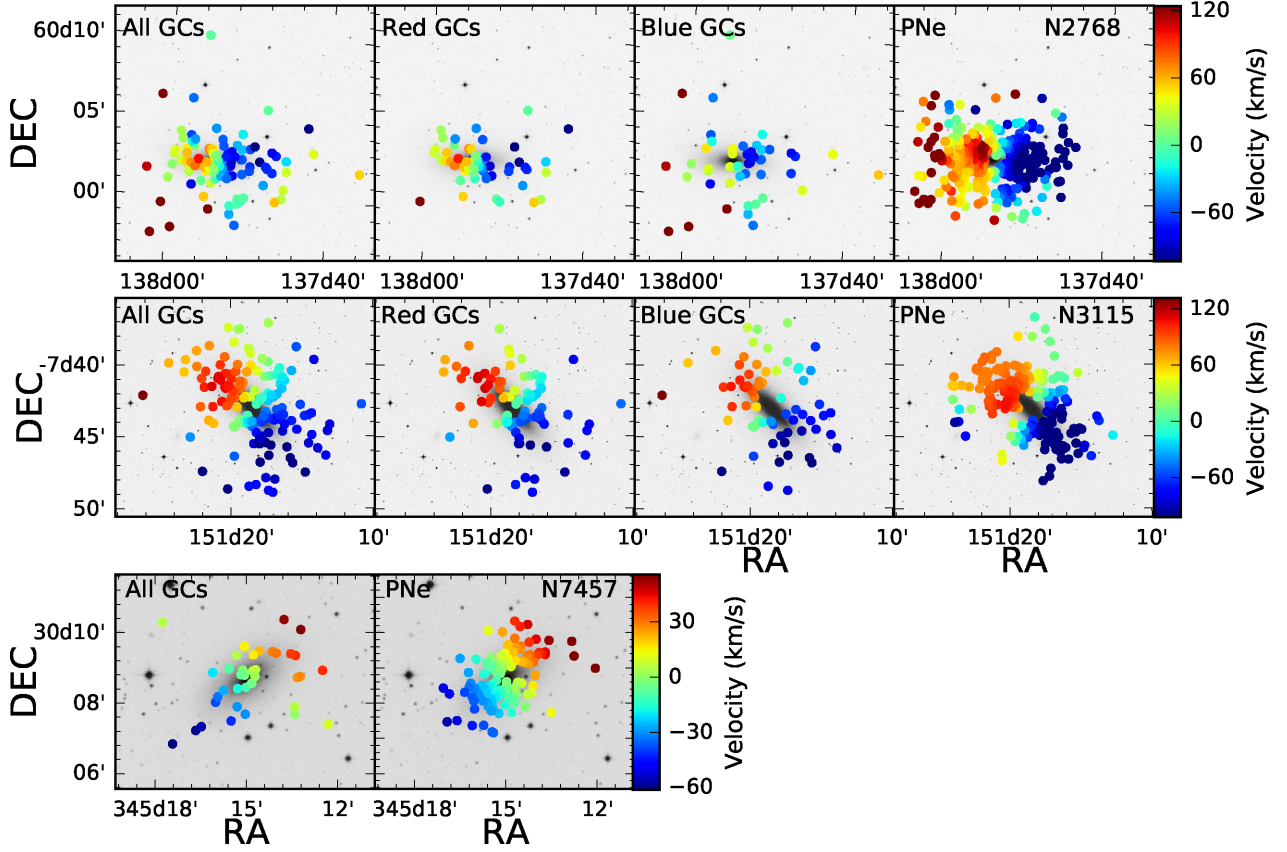 All GCs Red GCs Blue GCs PNe N2768
60d10'
05'
00'
DEC
138d00' 137d40' 138d00' 137d40' 138d00' 137d40' 138d00' 137d40'
120
60
0
−60
Velocity (km/s)
All GCs Red GCs Blue GCs PNe N3115
-7d40'
45'
50'
DEC
151d20' 10' 151d20' 10' 151d20' 10' 151d20' 10'
RA RA
120
60
0
−60
Velocity (km/s)
All GCs PNe N7457
30d10'
08'
06'
DEC
345d18' 15' 12' 345d18' 15' 12'
RA RA
30
0
−30
−60
Velocity (km/s)